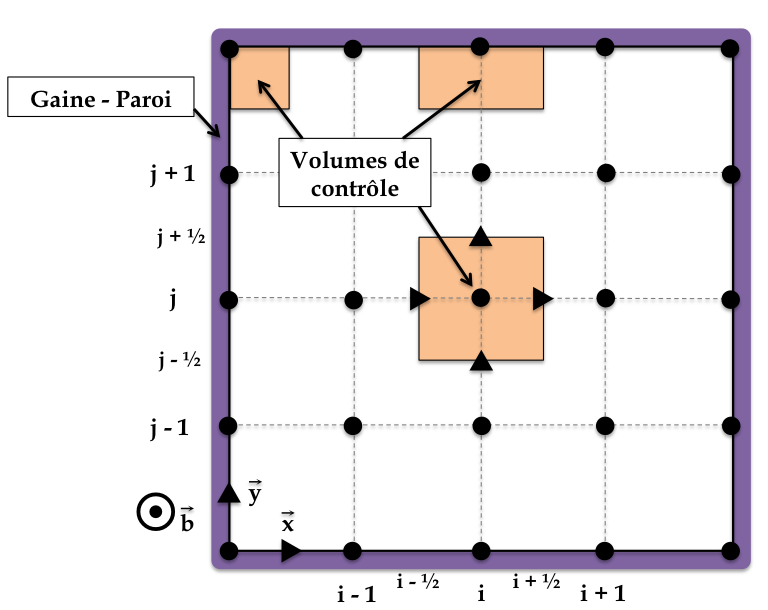 Gaine - Paroi
Volumes de
contrôle
j + 1
j + ½
j
j - ½
j - 1
y
b
x
i - 1
i - ½
i
i + ½
i + 1